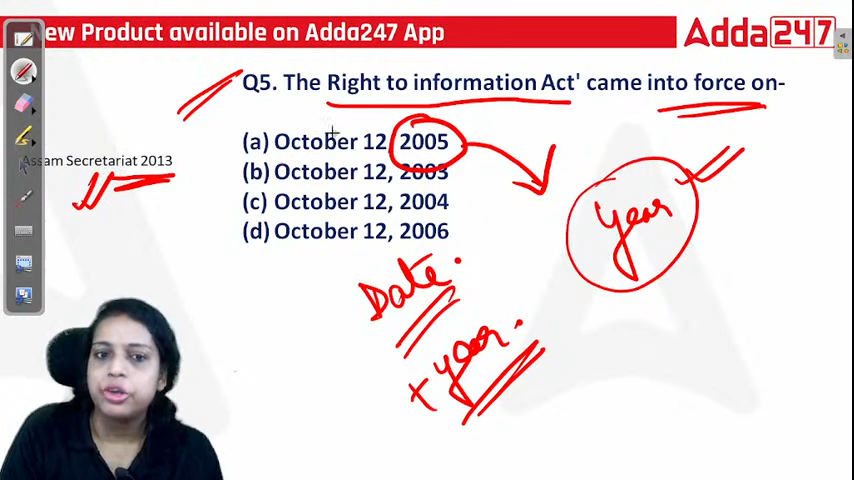 New Product available on Adda247 App
Adda247
Q5. The Right to information Act' came into force on-
(a) October 12, 2005
Assam Secretariat 2013
(b) October 12, 2003
(c) October 12, 2004
(d) October 12, 2006
Year
Date.
+ year.